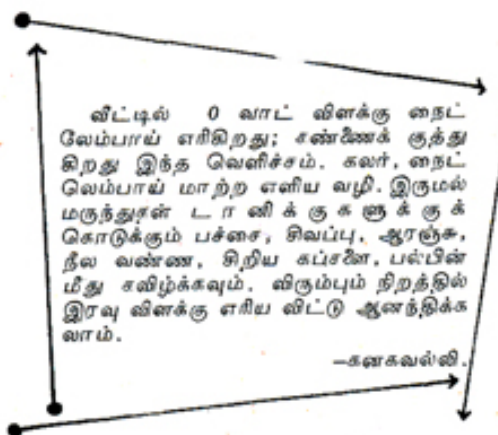 வீட்டில் 0 வாட் விளக்கு நைட்
லேம்பாய் எரிகிறது; கண்ணைக் குத்து
கிறது இந்த வெளிச்சம். கலர், நைட்
லெம்பாய் மாற்ற எளிய வழி. இருமல்
மருந்துகள் டானிக்குகளுக்குக்
கொடுக்கும் பச்சை, சிவப்பு, ஆரஞ்சு,
நீல வண்ண, சிறிய கப்களை, பல்பின்
மீது கவிழ்க்கவும். விரும்பும் நிறத்தில்
இரவு விளக்கு எரிய விட்டு ஆனந்திக்க
லாம்.
—கனகவல்லி.